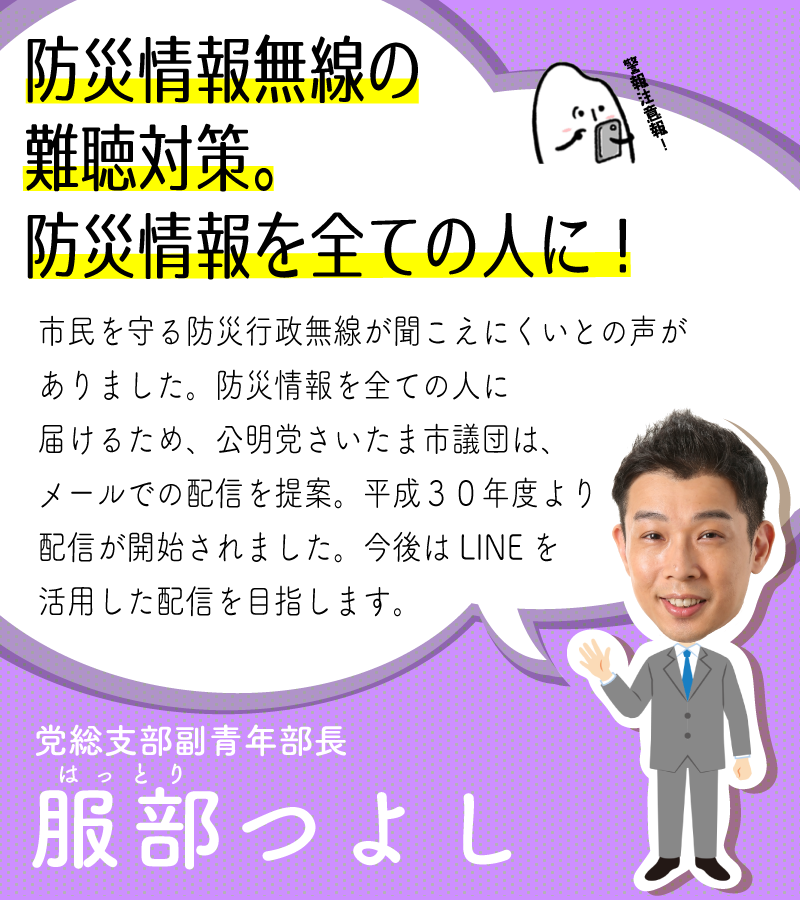 防災情報無線の
難聴対策。
防災情報を全ての人に！
警報注意報！
市民を守る防災行政無線が聞こえにくいとの声が
ありました。防災情報を全ての人に
届けるため、公明党さいたま市議団は、
メールでの配信を提案。平成３０年度より
配信が開始されました。今後は LINE を
活用した配信を目指します。
党総支部副青年部長
はっとり
服部つよし